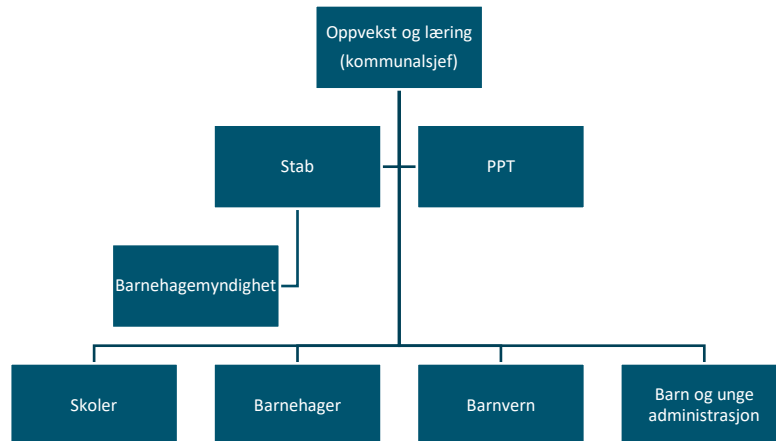 Oppvekst og læring
(kommunalsjef)
Stab
PPT
Barnehagemyndighet
Skoler
Barnehager
Barnvern
Barn og unge
administrasjon